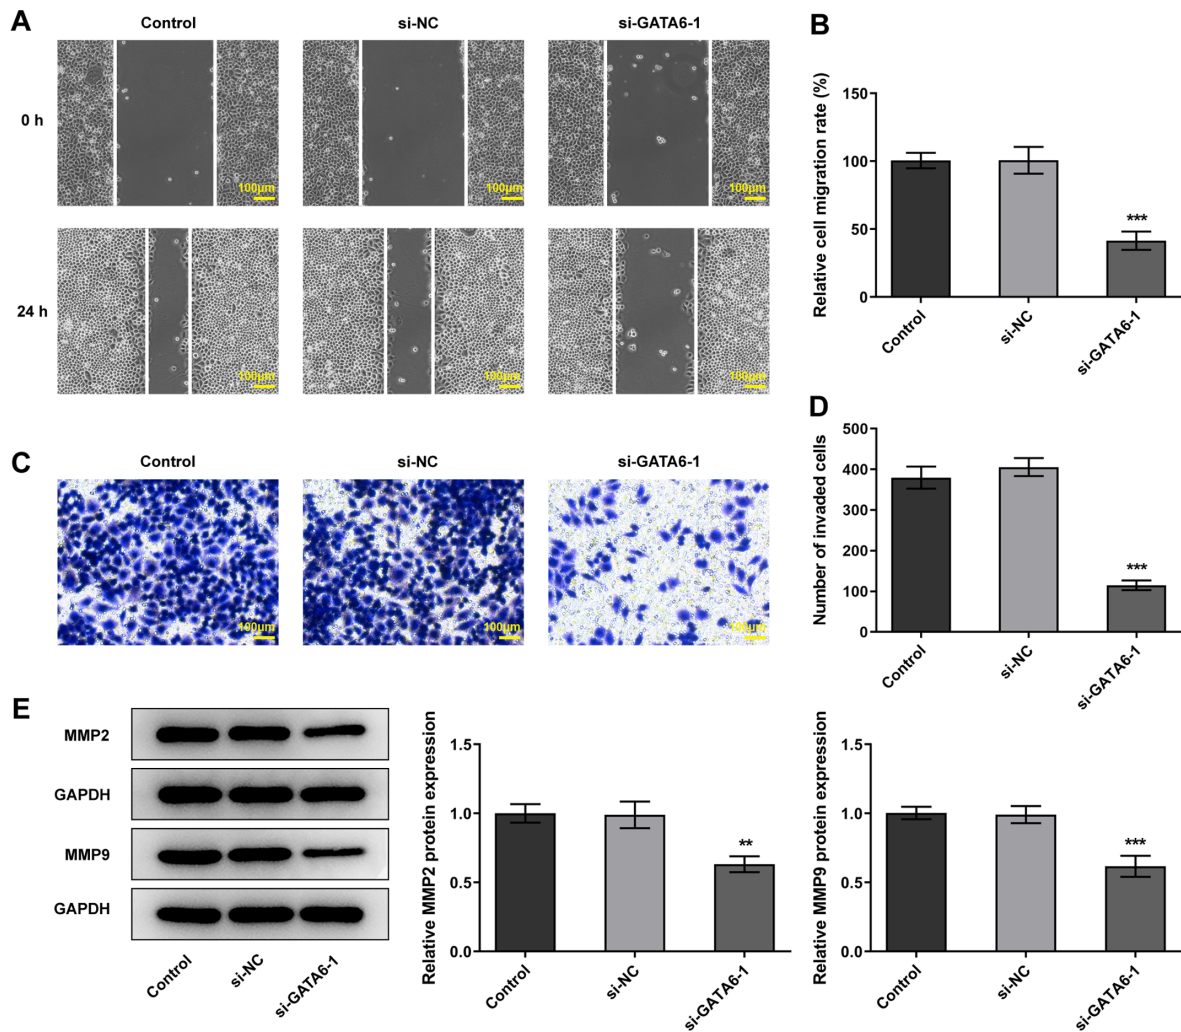 A
Control
si-NC
si-GATA6-1
0 h
100μm
100μm
100μm
24 h
100μm
100μm
100μm
B
Relative cell migration rate (%)
150
100
50
0
Control
si-NC
si-GATA6-1
***
C
Control
si-NC
si-GATA6-1
100μm
100μm
100μm
D
Number of invaded cells
500
400
300
200
100
0
Control
si-NC
si-GATA6-1
***
E
MMP2
GAPDH
MMP9
GAPDH
Control
si-NC
si-GATA6-1
Relative MMP2 protein expression
1.5
1.0
0.5
0.0
Control
si-NC
si-GATA6-1
**
Relative MMP9 protein expression
1.5
1.0
0.5
0.0
Control
si-NC
si-GATA6-1
***